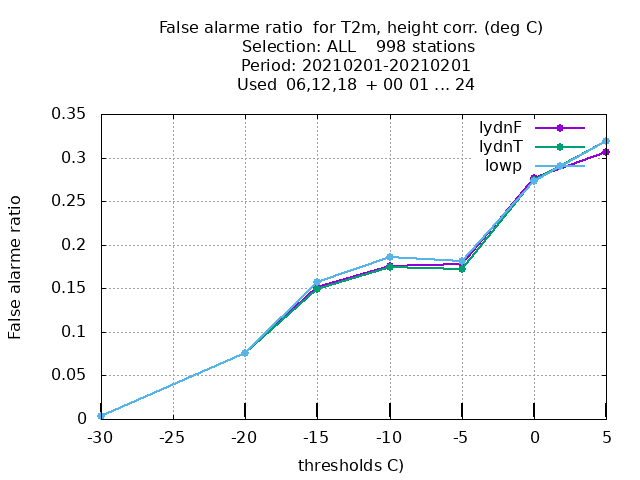 False alarme ratio  for T2m, height corr. (deg C)
Selection: ALL    998 stations
Period: 20210201-20210201
Used  06,12,18  + 00 01 ... 24
0.35
0.3
0.25
0.2
0.15
0.1
0.05
0
False alarme ratio
lydnF
lydnT
lowp
-30
-25
-20
-15
-10
-5
0
5
thresholds C)